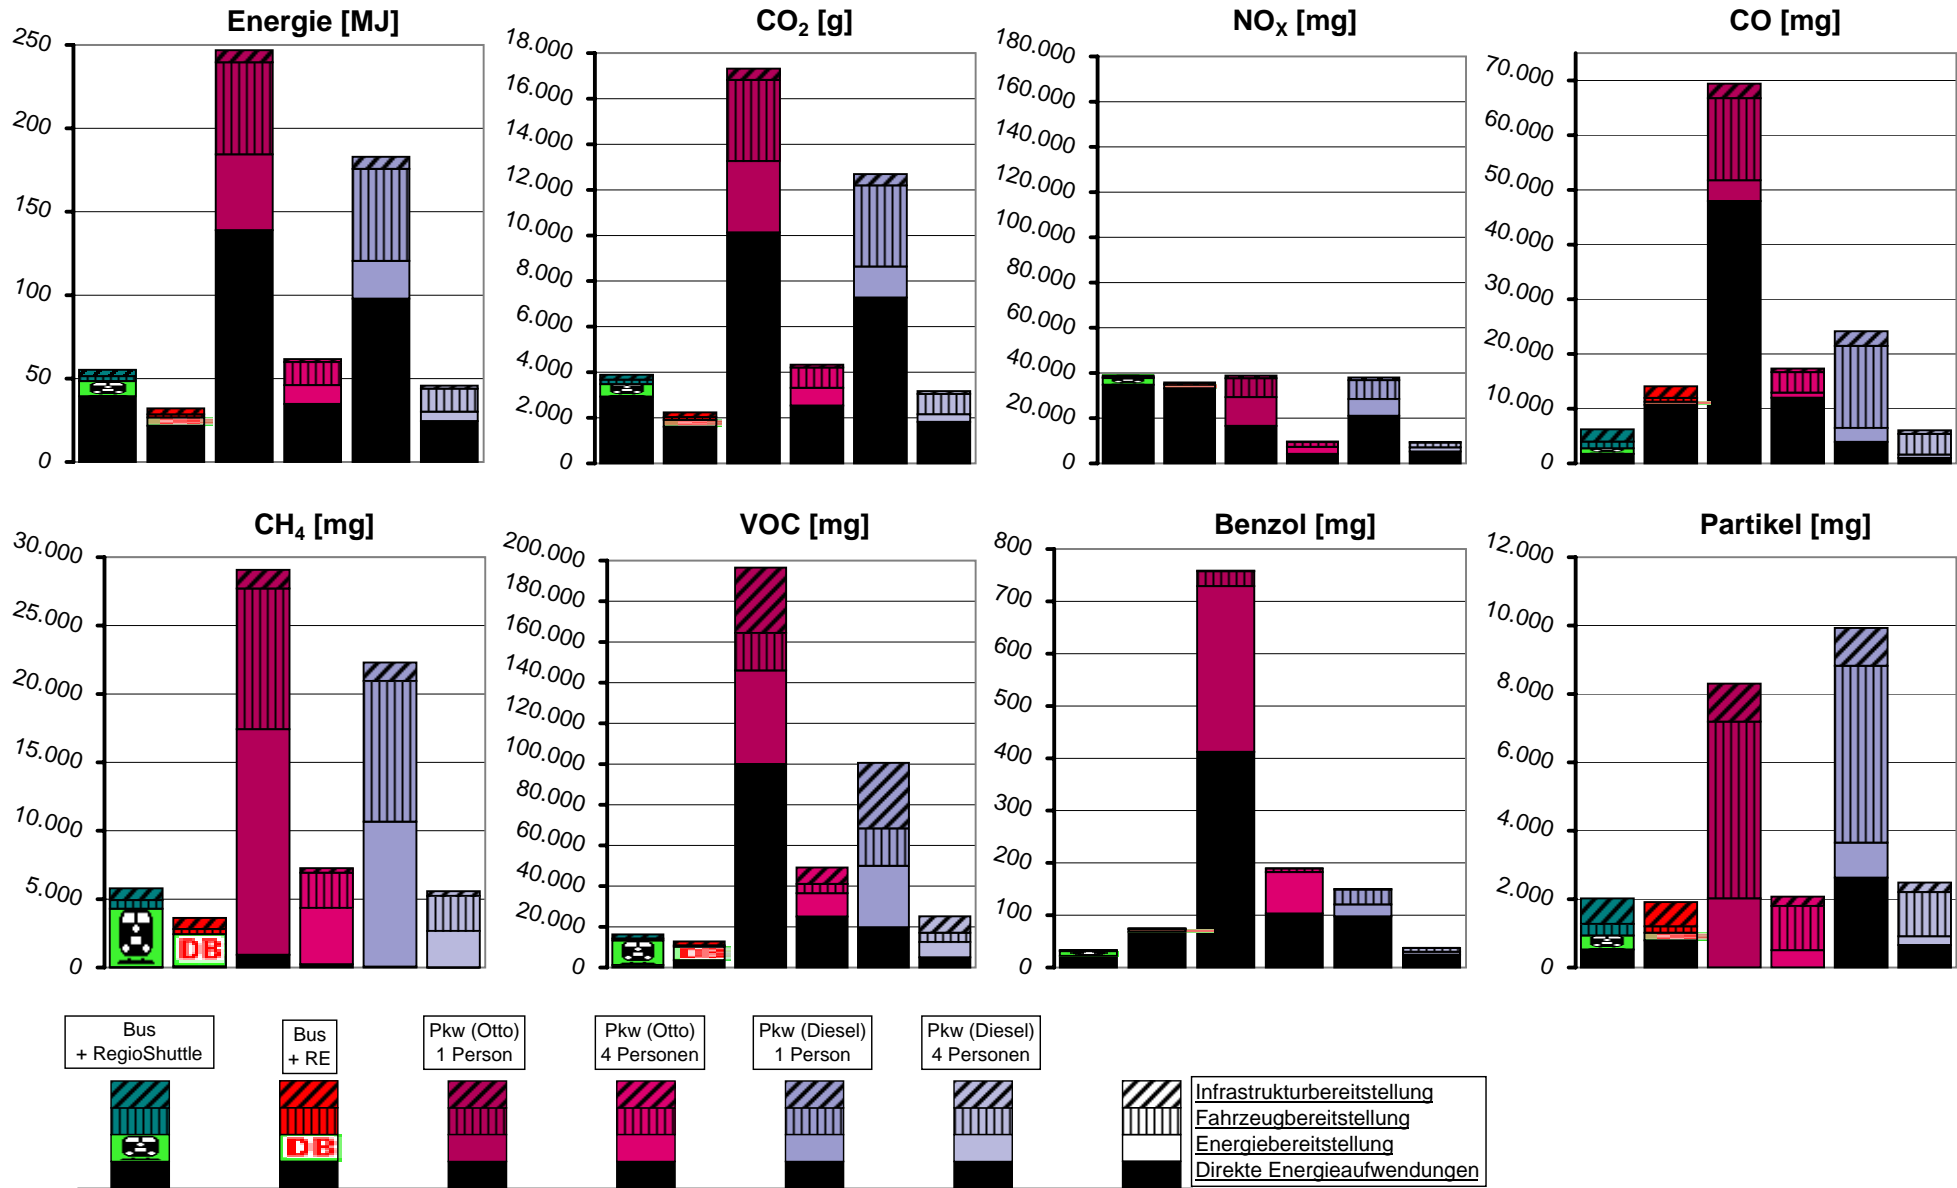 Energie [MJ]
250
200
150
100
50
0
CO₂ [g]
18.000
16.000
14.000
12.000
10.000
8.000
6.000
4.000
2.000
0
NOX [mg]
180.000
160.000
140.000
120.000
100.000
80.000
60.000
40.000
20.000
0
CO [mg]
70.000
60.000
50.000
40.000
30.000
20.000
10.000
0
CH₄ [mg]
30.000
25.000
20.000
15.000
10.000
5.000
0
DB
VOC [mg]
200.000
180.000
160.000
140.000
120.000
100.000
80.000
60.000
40.000
20.000
0
DB
Benzol [mg]
800
700
600
500
400
300
200
100
0
Partikel [mg]
12.000
10.000
8.000
6.000
4.000
2.000
0
Bus
+ RegioShuttle
Bus
+ RE
Pkw (Otto)
1 Person
Pkw (Otto)
4 Personen
Pkw (Diesel)
1 Person
Pkw (Diesel)
4 Personen
DB
Infrastrukturbereitstellung
Fahrzeugbereitstellung
Energiebereitstellung
Direkte Energieaufwendungen